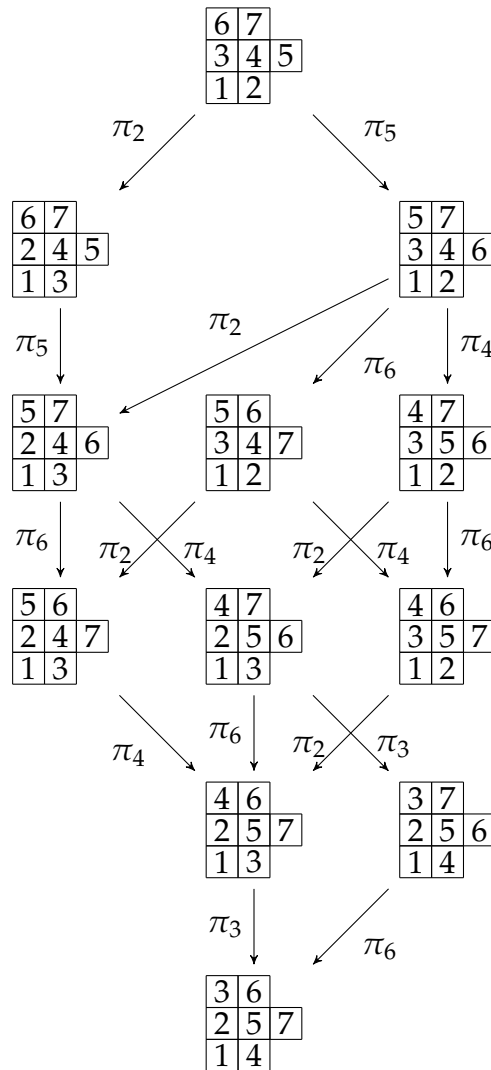 6 7
3 4 5
1 2
π₂ π₅
6 7 5 7
2 4 5 3 4 6
1 3 1 2
π₅ π₂ π₆ π₄
5 7 5 6 4 7
2 4 6 3 4 7 3 5 6
1 3 1 2 1 2
π₆ π₂ π₄ π₂ π₄ π₆
5 6 4 7 4 6
2 4 7 2 5 6 3 5 7
1 3 1 3 1 2
π₄ π₆ π₂ π₃
4 6 3 7
2 5 7 2 5 6
1 3 1 4
π₃ π₆
3 6
2 5 7
1 4